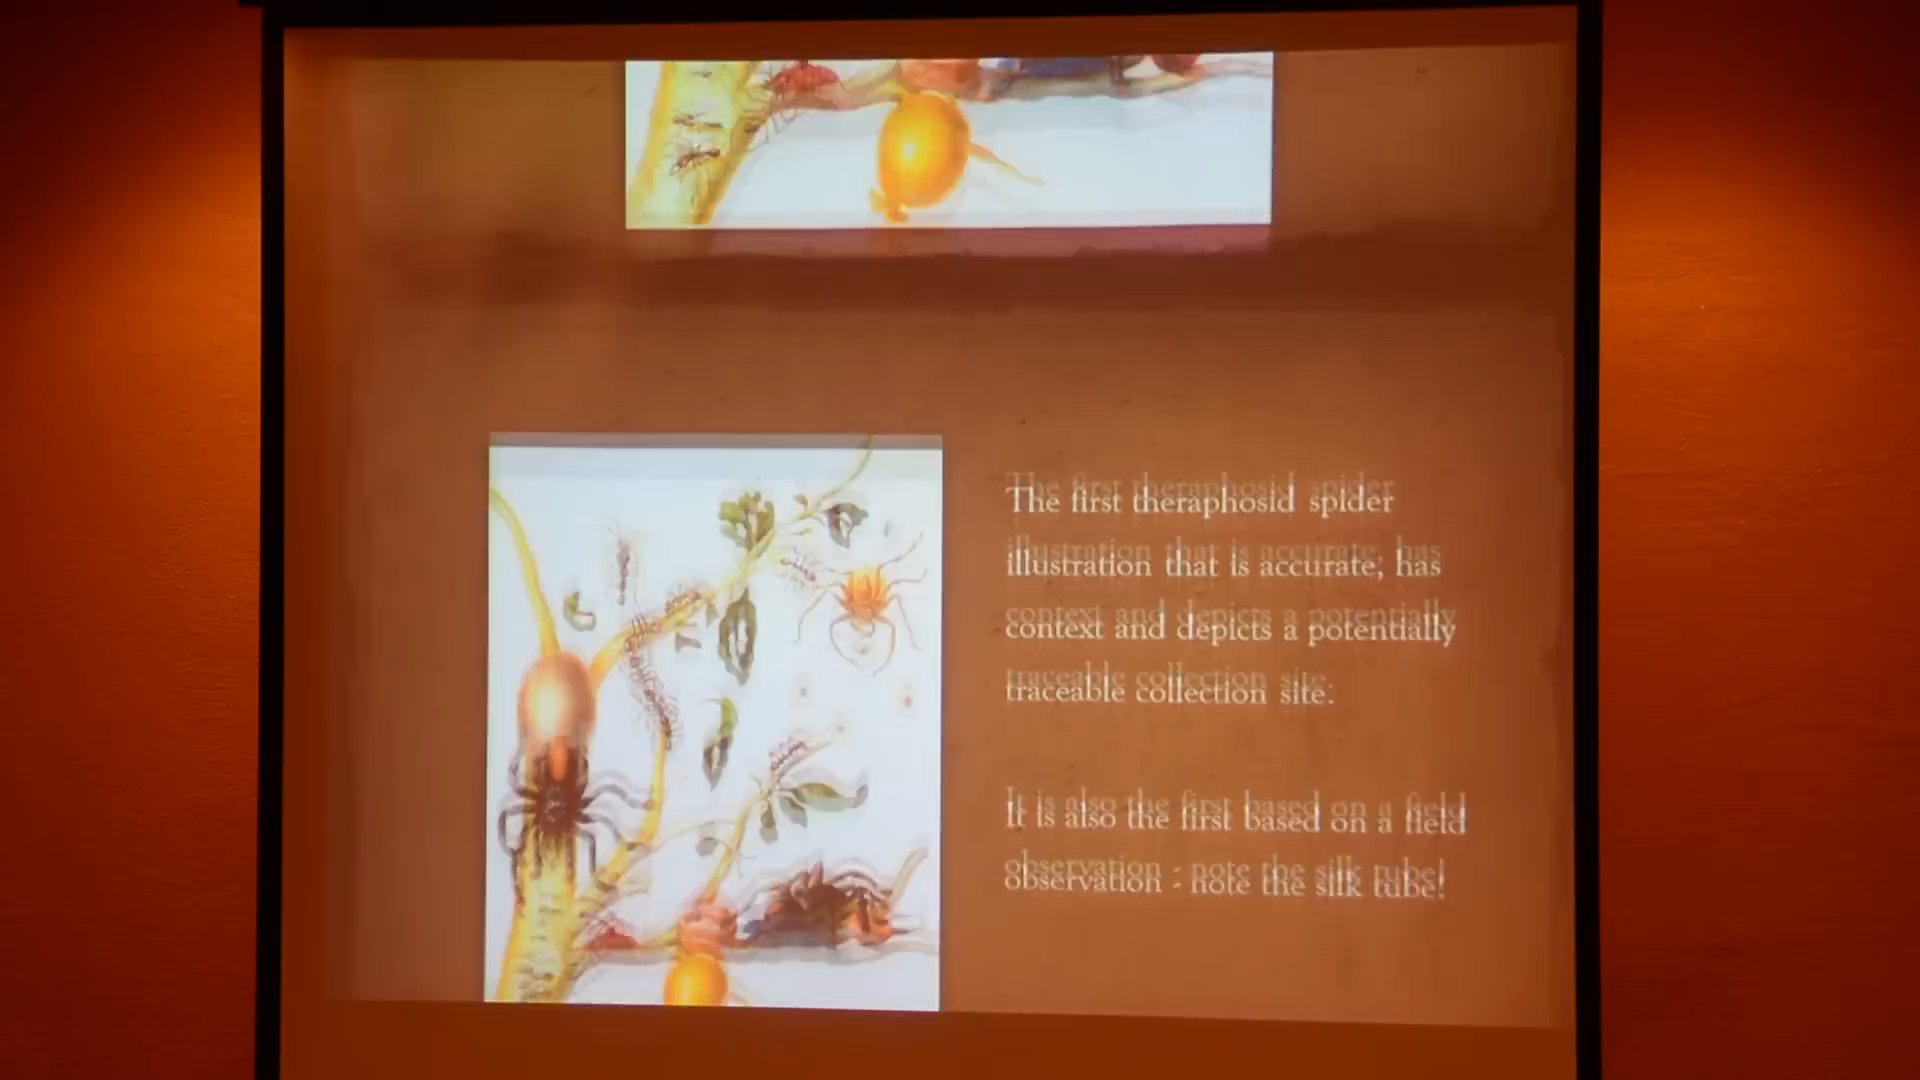 The first theraphosid spider
illustration that is accurate, has
context and depicts a potentially
traceable collection site.
It is also the first based on a field
observation - note the silk tube!